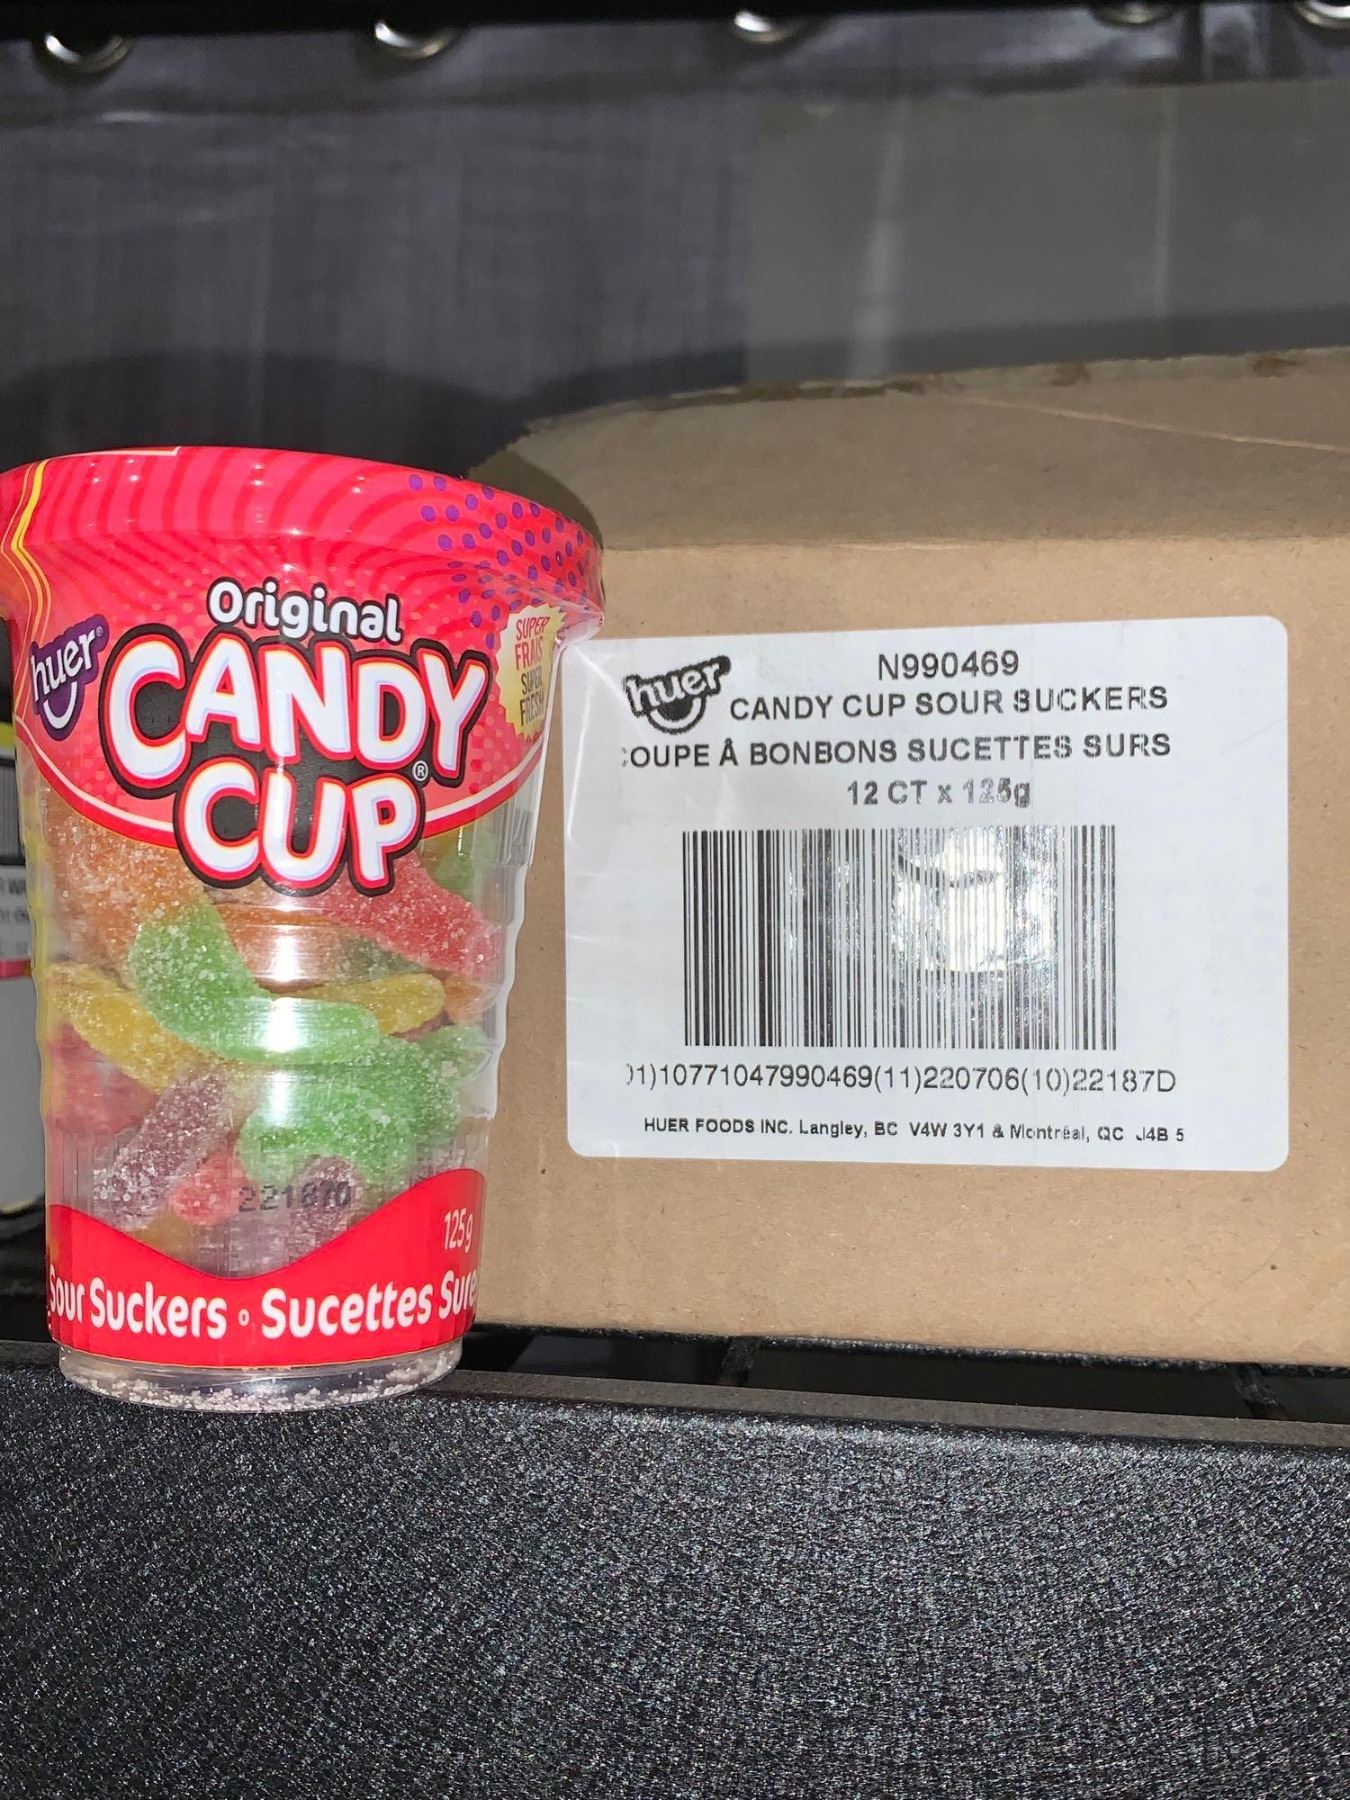 Original
huer®
CANDY
CUP®
SUPER
FRAIS
SUPER
FRESH
125g
Sour Suckers • Sucettes Sure
huer
N990469
CANDY CUP SOUR SUCKERS
COUPE Â BONBONS SUCETTES SURS
12 CT x 125g
01)10771047990469(11)220706(10)22187D
HUER FOODS INC. Langley, BC V4W 3Y1 & Montréal, QC J4B 5